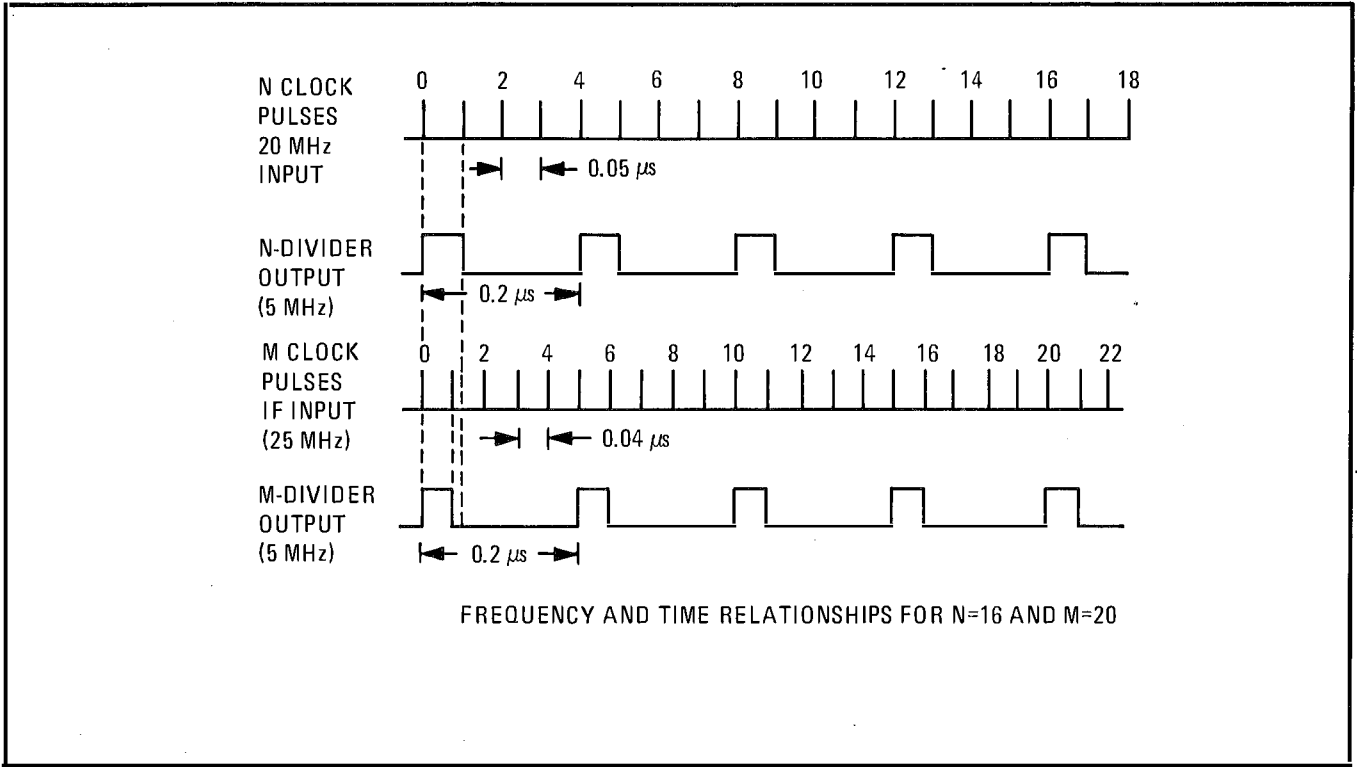 N CLOCK
PULSES
20 MHz
INPUT
0 2 4 6 8 10 12 14 16 18
0.05 μs
N-DIVIDER
OUTPUT
(5 MHz)
0.2 μs
M CLOCK
PULSES
IF INPUT
(25 MHz)
0 2 4 6 8 10 12 14 16 18 20 22
0.04 μs
M-DIVIDER
OUTPUT
(5 MHz)
0.2 μs
FREQUENCY AND TIME RELATIONSHIPS FOR N=16 AND M=20